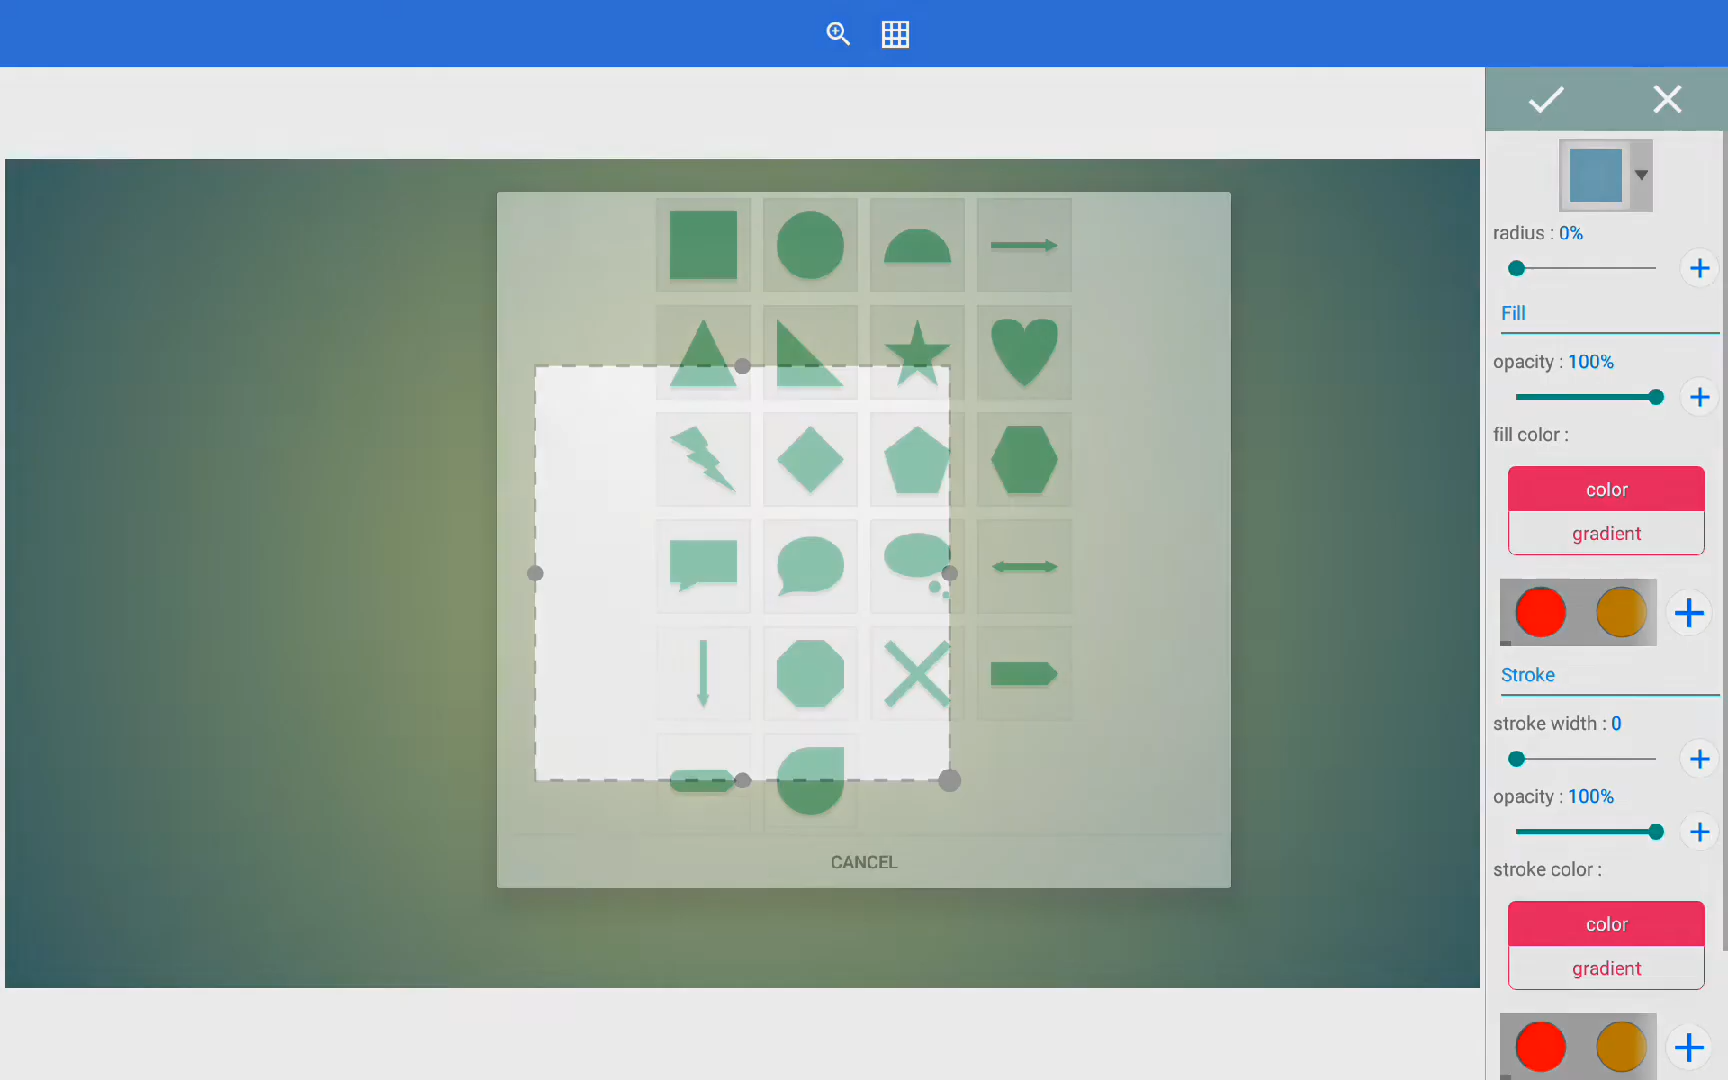 radius : 0%
Fill
opacity : 100%
fill color :
color
gradient
Stroke
stroke width : 0
opacity : 100%
CANCEL
stroke color :
color
gradient